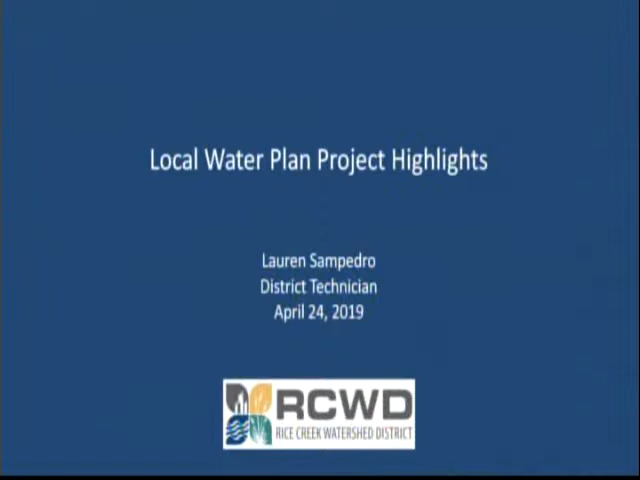 Local Water Plan Project Highlights
Lauren Sampedro
District Technician
April 24, 2019
RCWD
RICE CREEK WATERSHED DISTRICT